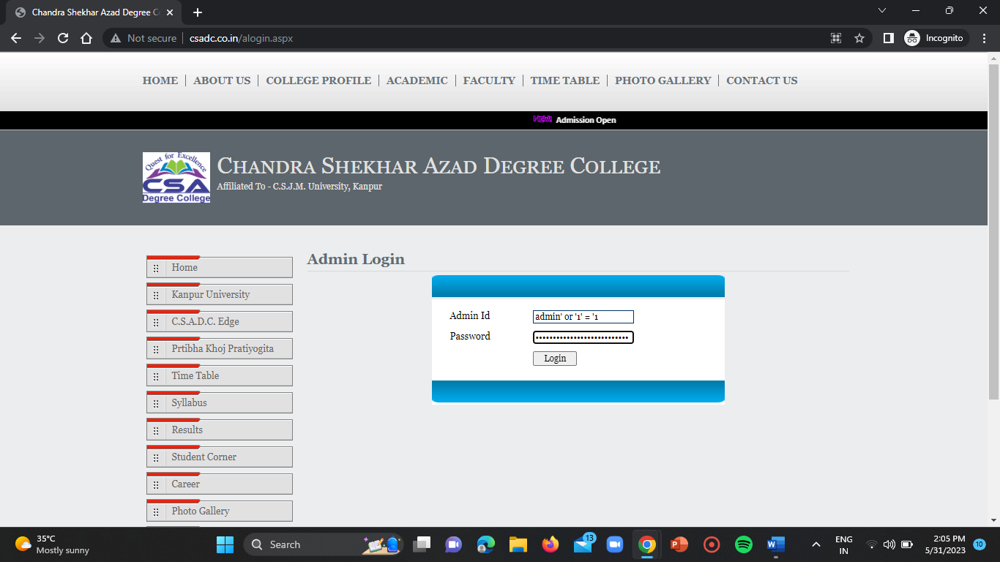 Chandra Shekhar Azad Degree C
Not secure
csadc.co.in/alogin.aspx
Incognito
HOME
ABOUT US
COLLEGE PROFILE
ACADEMIC
FACULTY
TIME TABLE
PHOTO GALLERY
CONTACT US
NEW! Admission Open
Quest for Excellence
CSA
Degree College
CHANDRA SHEKHAR AZAD DEGREE COLLEGE
Affiliated To - C.S.J.M. University, Kanpur
Home
Kanpur University
C.S.A.D.C. Edge
Prtibha Khoj Pratiyogita
Time Table
Syllabus
Results
Student Corner
Career
Photo Gallery
Admin Login
Admin Id
admin' or '1' = '1
Password
Login
35°C
Mostly sunny
Search
13
P
W
ENG
IN
2:05 PM
5/31/2023
10